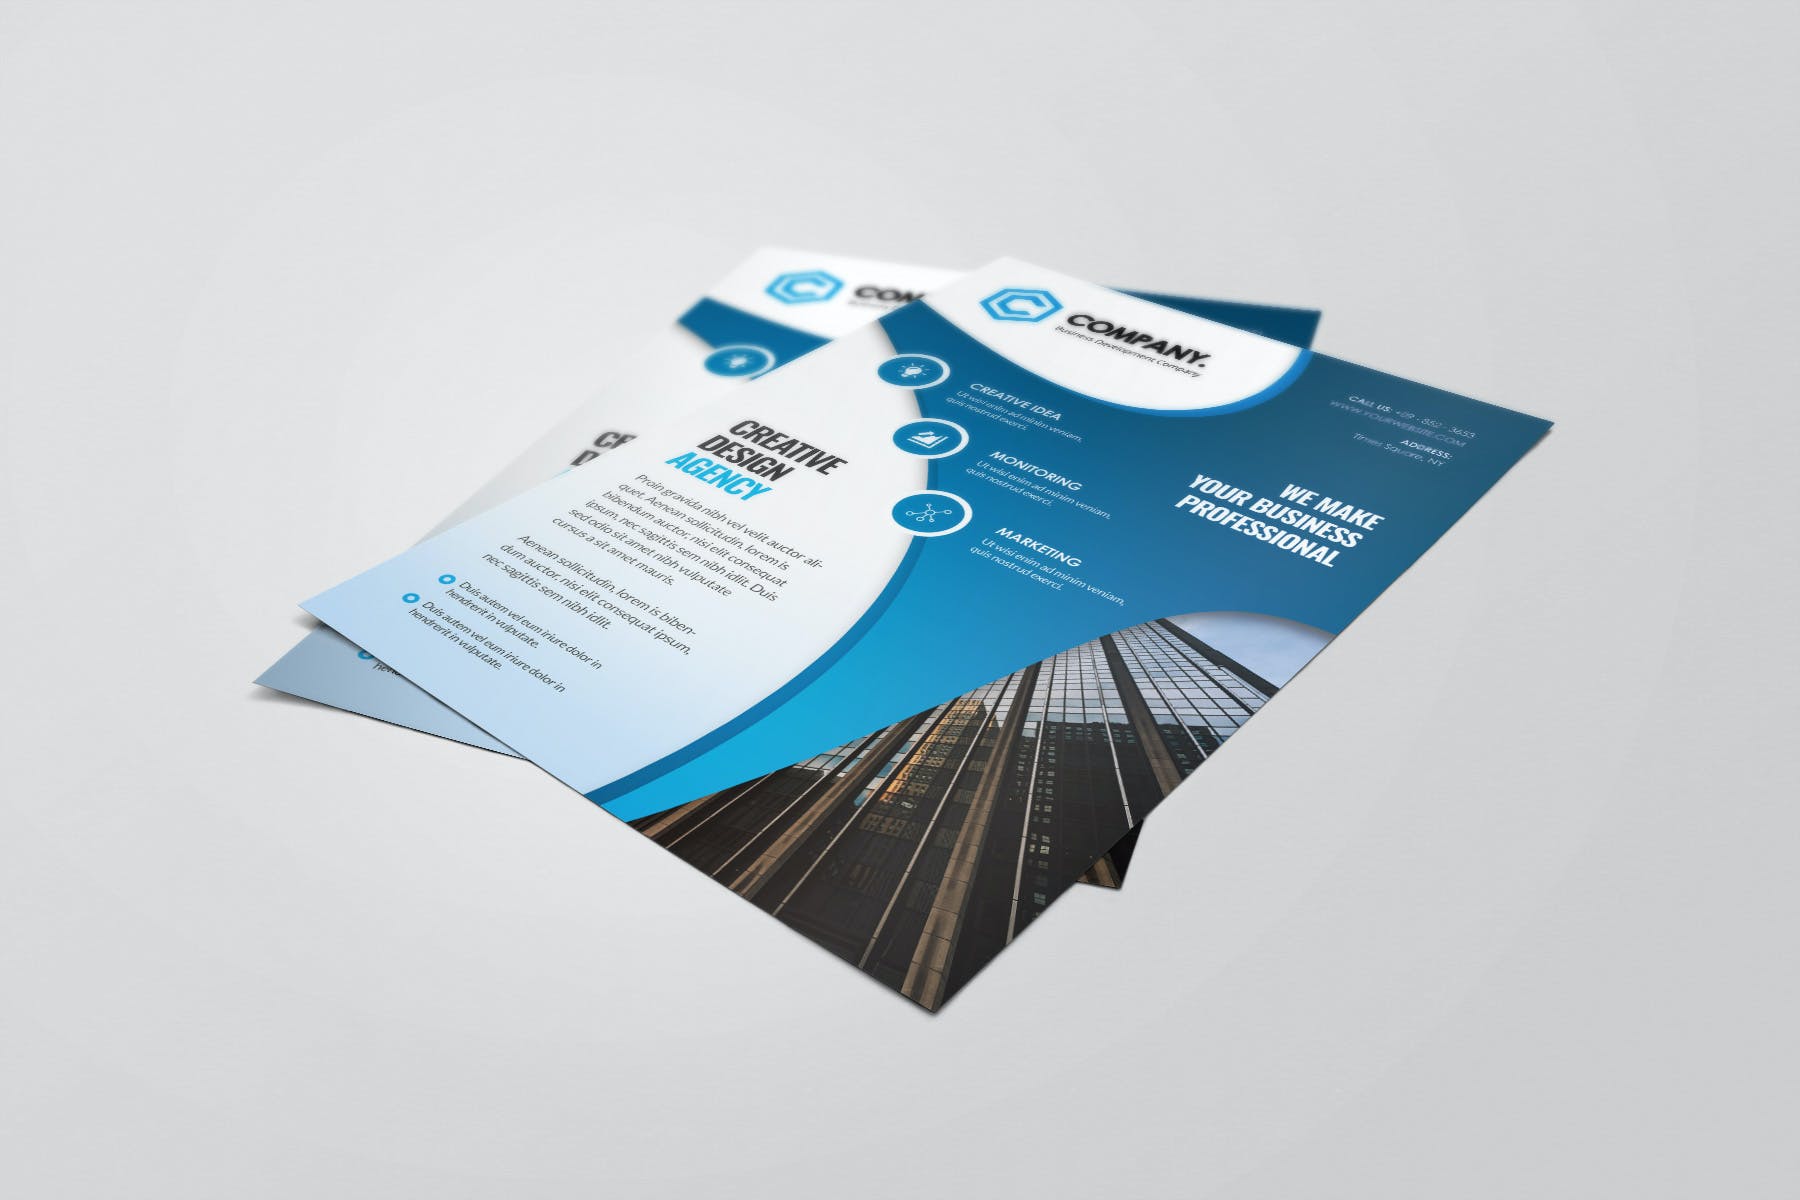 COMPANY.
Business Development Company
CALL US: +09 - 852 - 3653
WWW.YOURWEBSITE.COM
ADDRESS:
Times Square, NY
CREATIVE IDEA
Ut wisi enim ad minim veniam,
quis nostrud exerci.
MONITORING
Ut wisi enim ad minim veniam,
quis nostrud exerci.
MARKETING
Ut wisi enim ad minim veniam,
quis nostrud exerci.
WE MAKE
YOUR BUSINESS
PROFESSIONAL
CREATIVE
DESIGN
AGENCY
Proin gravida nibh vel velit auctor ali-
quet. Aenean sollicitudin, lorem is
bibendum auctor, nisi elit consequat
ipsum, nec sagittis sem nibh idlit. Duis
sed odio sit amet nibh vulputate
cursus a sit amet mauris.
Aenean sollicitudin, lorem is biben-
dum auctor, nisi elit consequat ipsum,
nec sagittis sem nibh idlit.
Duis autem vel eum iriure dolor in
hendrerit in vulputate.
Duis autem vel eum iriure dolor in
hendrerit in vulputate.